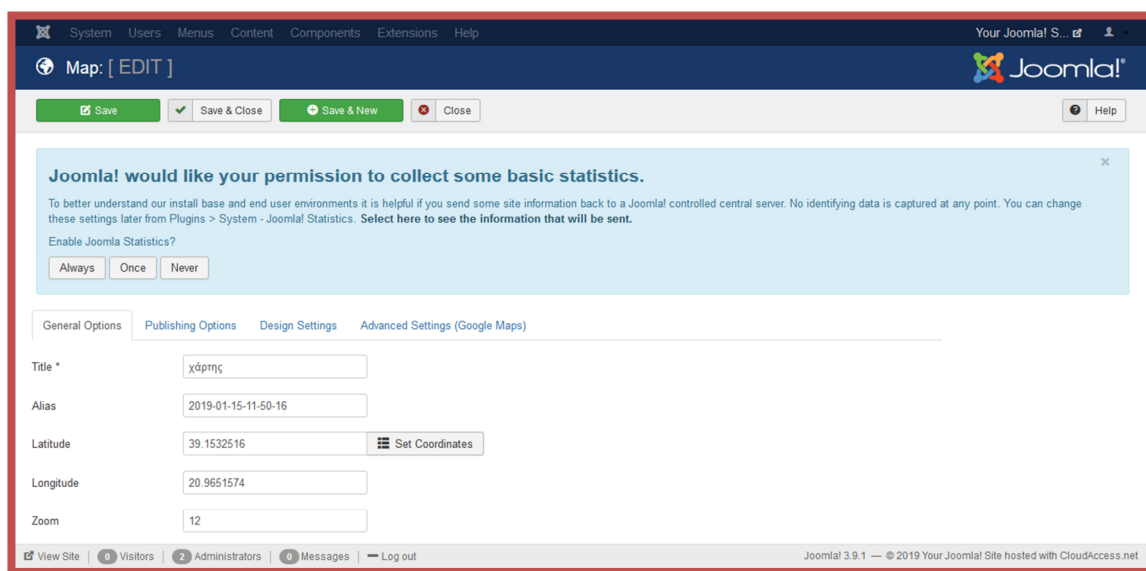 System Users Menus Content Components Extensions Help Your Joomla! S...
Map: [ EDIT ] Joomla!®
Save Save & Close Save & New Close Help
Joomla! would like your permission to collect some basic statistics. ×
To better understand our install base and end user environments it is helpful if you send some site information back to a Joomla! controlled central server. No identifying data is captured at any point. You can change
these settings later from Plugins > System - Joomla! Statistics. Select here to see the information that will be sent.
Enable Joomla Statistics?
Always Once Never
General Options Publishing Options Design Settings Advanced Settings (Google Maps)
Title * χάρτης
Alias 2019-01-15-11-50-16
Latitude 39.1532516 Set Coordinates
Longitude 20.9651574
Zoom 12
View Site | 0 Visitors | 2 Administrators | 0 Messages | Log out Joomla! 3.9.1 — © 2019 Your Joomla! Site hosted with CloudAccess.net